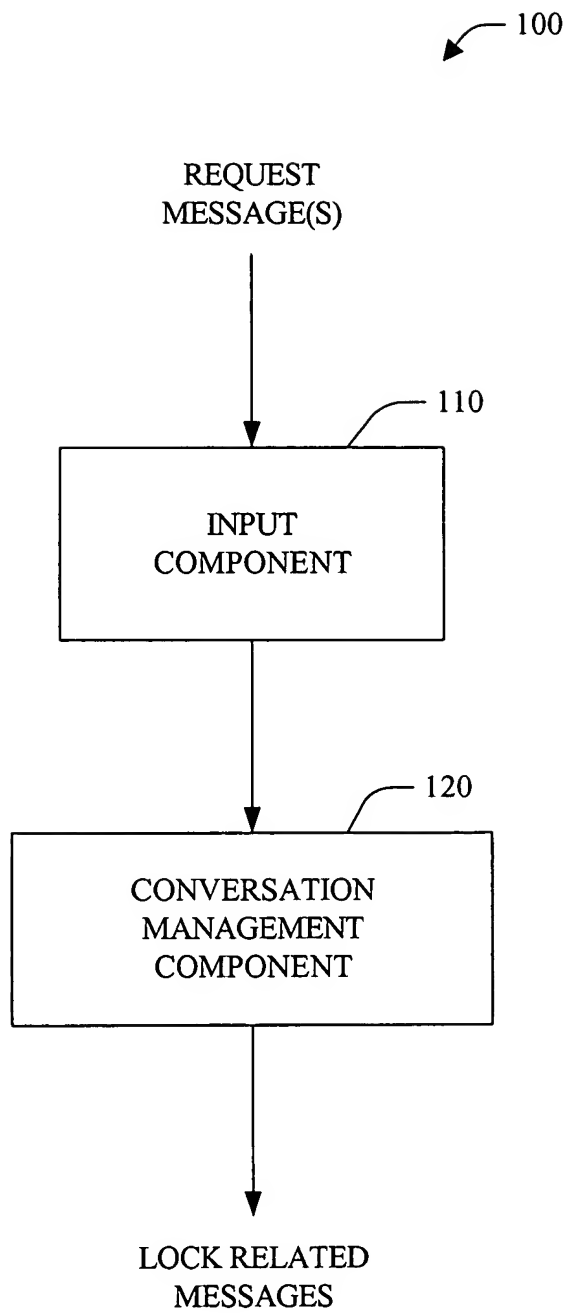 100
REQUEST
MESSAGE(S)
110
INPUT
COMPONENT
120
CONVERSATION
MANAGEMENT
COMPONENT
LOCK RELATED
MESSAGES